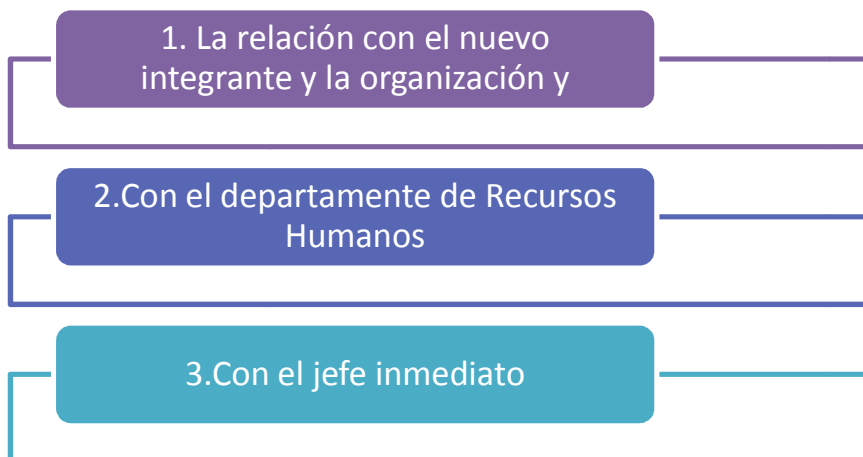 1. La relación con el nuevo
integrante y la organización y
2.Con el departamente de Recursos
Humanos
3.Con el jefe inmediato